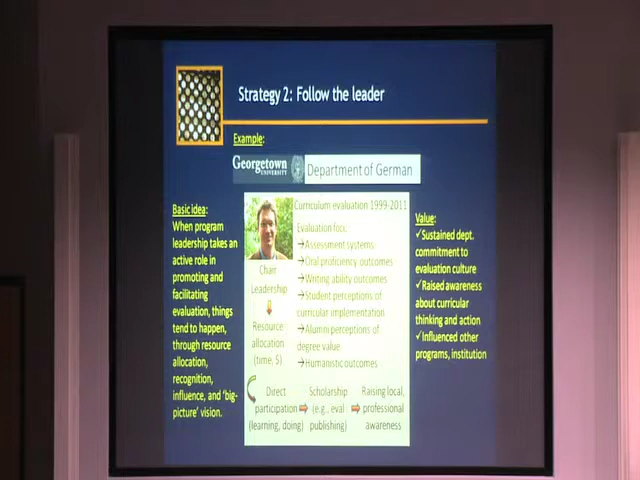 Strategy 2: Follow the leader
Example:
Georgetown
UNIVERSITY
Department of German
Basic idea:
When program
leadership takes an
active role in
promoting and
facilitating
evaluation, things
tend to happen,
through resource
allocation,
recognition,
influence, and 'big-
picture' vision.
Chair
Leadership
Resource
allocation
(time, $)
Curriculum evaluation 1999-2011
Evaluation foci:
→Assessment systems
→Oral proficiency outcomes
→Writing ability outcomes
→Student perceptions of
curricular implementation
→Alumni perceptions of
degree value
→Humanistic outcomes
Direct
participation
(learning, doing)
Scholarship
(e.g., eval
publishing)
Raising local,
professional
awareness
Value:
✓Sustained dept.
commitment to
evaluation culture
✓Raised awareness
about curricular
thinking and action
✓Influenced other
programs, institution